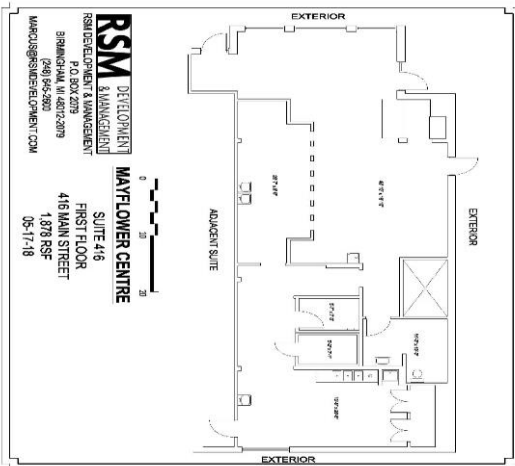 EXTERIOR
EXTERIOR
ADJACENT SUITE
EXTERIOR
RSM DEVELOPMENT
& MANAGEMENT
RSM DEVELOPMENT & MANAGEMENT
P.O. BOX 2079
BIRMINGHAM, MI 48012-2079
(248) 645-2600
MARCUS@RSMDEVELOPMENT.COM
0
10
20
MAYFLOWER CENTRE
SUITE 416
FIRST FLOOR
416 MAIN STREET
1,878 RSF
05-17-18